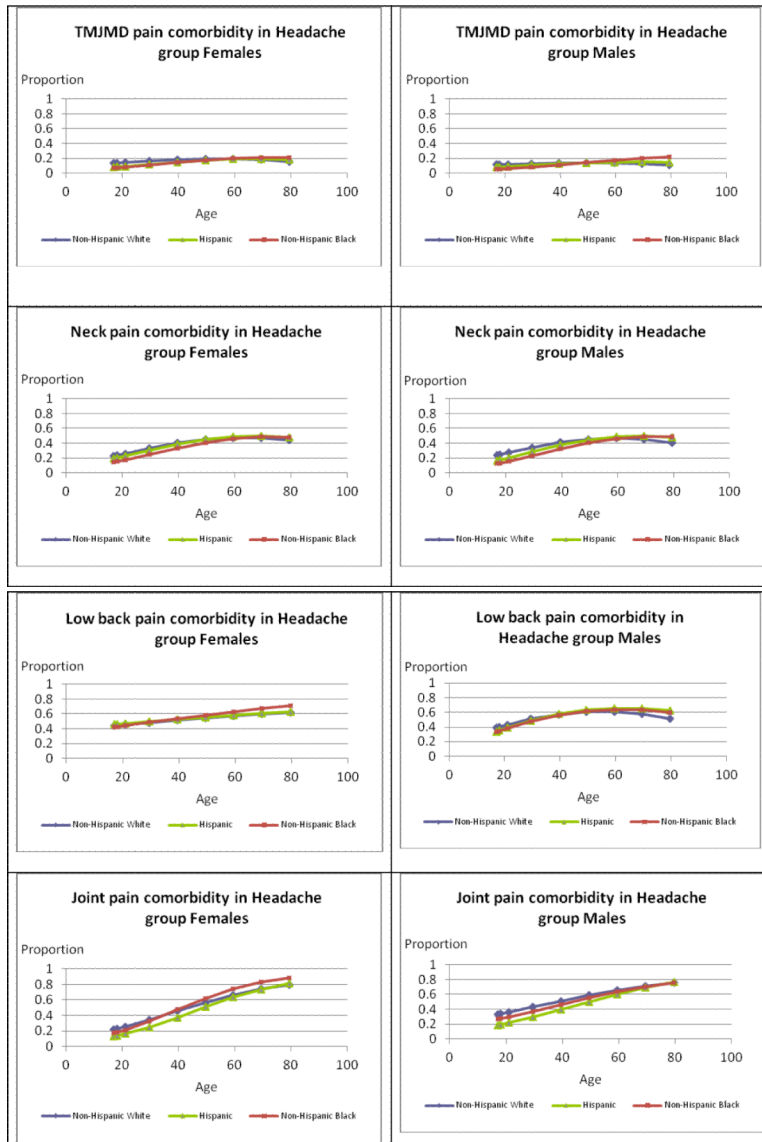 TMJMD pain comorbidity in Headache
group Females
Proportion
1
0.8
0.6
0.4
0.2
0
0 20 40 60 80 100
Age
Non-Hispanic White Hispanic Non-Hispanic Black
TMJMD pain comorbidity in Headache
group Males
Proportion
1
0.8
0.6
0.4
0.2
0
0 20 40 60 80 100
Age
Non-Hispanic White Hispanic Non-Hispanic Black
Neck pain comorbidity in Headache
group Females
Proportion
1
0.8
0.6
0.4
0.2
0
0 20 40 60 80 100
Age
Non-Hispanic White Hispanic Non-Hispanic Black
Neck pain comorbidity in Headache
group Males
Proportion
1
0.8
0.6
0.4
0.2
0
0 20 40 60 80 100
Age
Non-Hispanic White Hispanic Non-Hispanic Black
Low back pain comorbidity in Headache
group Females
Proportion
1
0.8
0.6
0.4
0.2
0
0 20 40 60 80 100
Age
Non-Hispanic White Hispanic Non-Hispanic Black
Low back pain comorbidity in
Headache group Males
Proportion
1
0.8
0.6
0.4
0.2
0
0 20 40 60 80 100
Age
Non-Hispanic White Hispanic Non-Hispanic Black
Joint pain comorbidity in Headache
group Females
Proportion
1
0.8
0.6
0.4
0.2
0
0 20 40 60 80 100
Age
Non-Hispanic White Hispanic Non-Hispanic Black
Joint pain comorbidity in Headache
group Males
Proportion
1
0.8
0.6
0.4
0.2
0
0 20 40 60 80 100
Age
Non-Hispanic White Hispanic Non-Hispanic Black